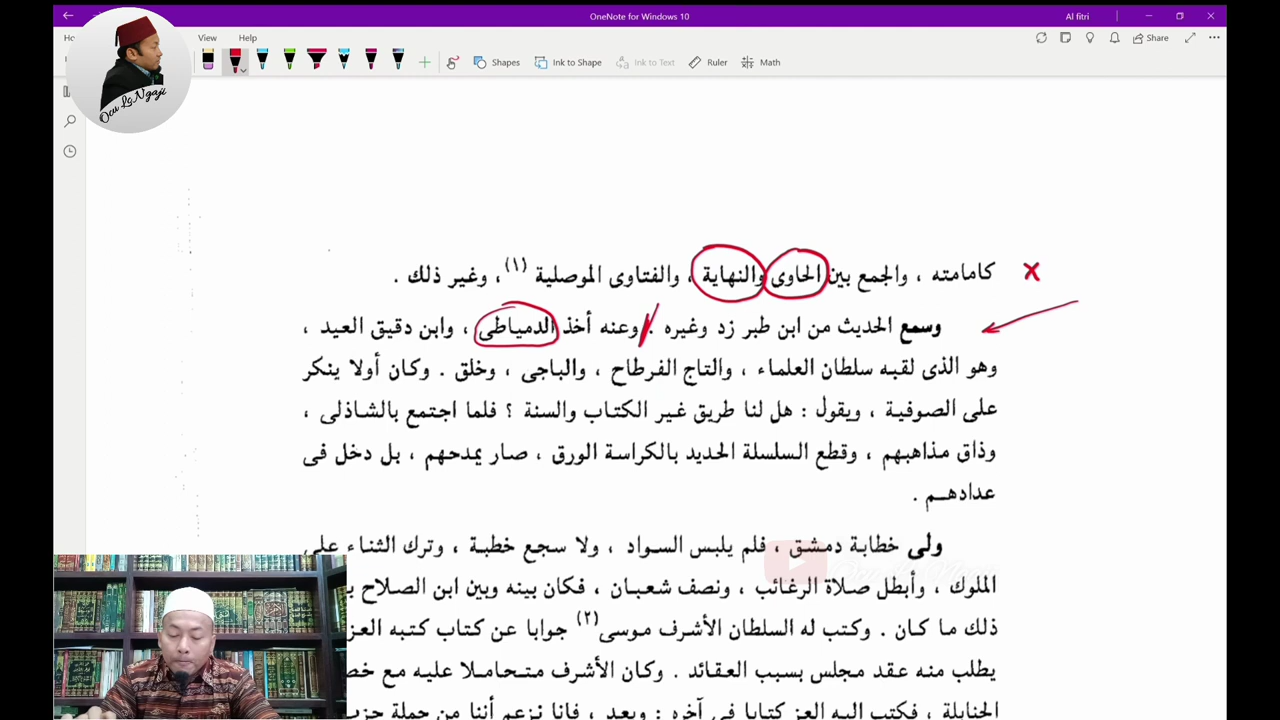 OneNote for Windows 10
Al fitri
View
Help
Shapes
Ink to Shape
Ink to Text
Ruler
Math
Share
Ocu LaNgaji
كامامته ، والجمع بين الحاوى والنهاية ، والفتاوى الموصلية (١) ، وغير ذلك .
وسمع الحديث من ابن طبر زد وغيره . وعنه أخذ الدمياطى ، وابن دقيق العيد ،
وهو الذى لقبه سلطان العلماء ، والتاج الفرطاح ، والباجى ، وخلق . وكان أولا ينكر
على الصوفية ، ويقول : هل لنا طريق غير الكتاب والسنة ؟ فلما اجتمع بالشاذلى ،
وذاق مذاهبهم ، وقطع السلسلة الحديد بالكراسة الورق ، صار يمدحهم ، بل دخل فى
عدادهم .
ولى خطابة دمشق ، فلم يلبس السواد ، ولا سجع خطبة ، وترك الثناء على
الملوك ، وأبطل صلاة الرغائب ، ونصف شعبان ، فكان بينه وبين ابن الصلاح
ذلك ما كان . وكتب له السلطان الأشرف موسى(٢) جوابا عن كتاب كتبه العز
يطلب منه عقد مجلس بسبب العقائد . وكان الأشرف متحاملا عليه مع
الحنابلة ، فكتب إليه العز كتابا فى آخره : وبعد ، فإنا نزعم أننا من جملة حزب